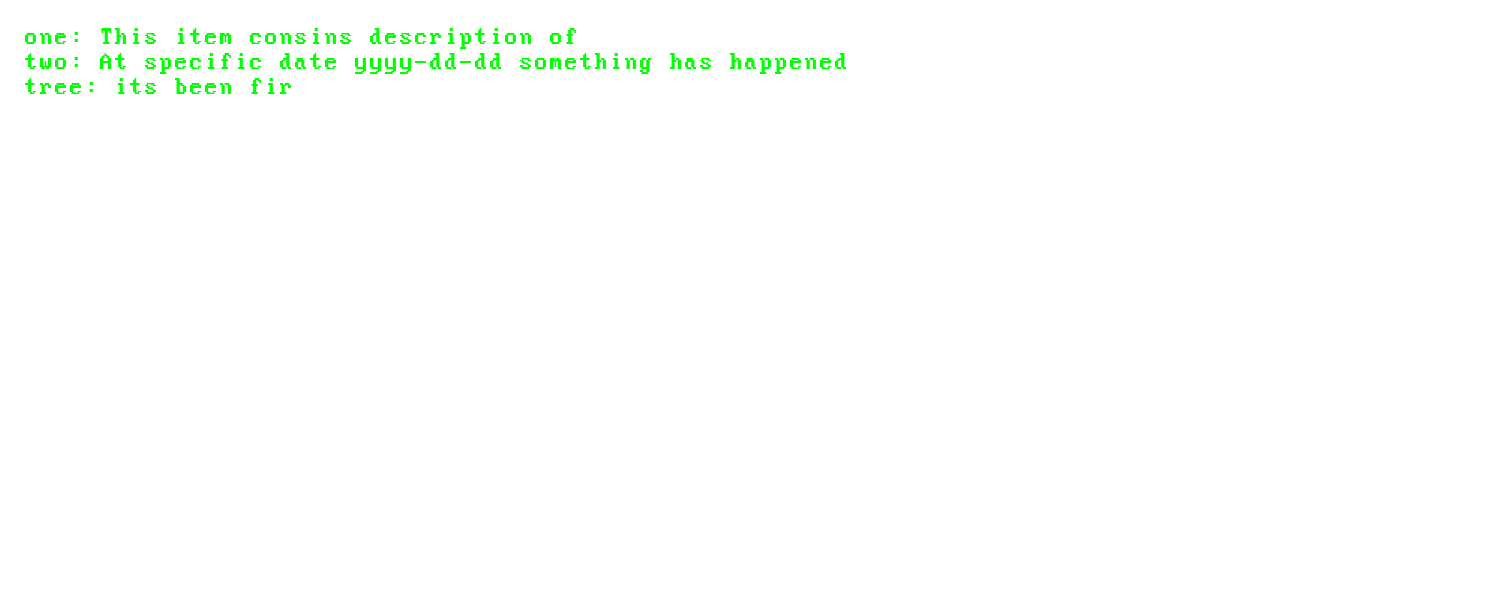 one: This item consins description of
two: At specific date yyyy-dd-dd something has happened
tree: its been fir